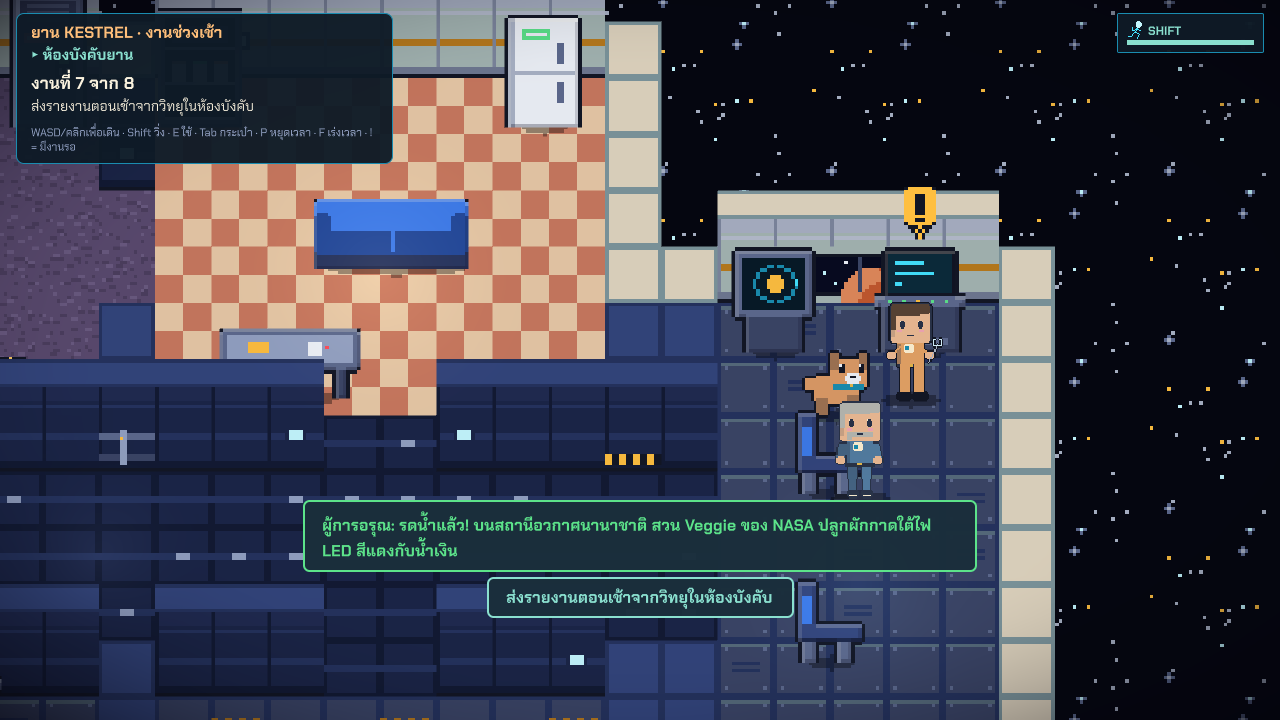 ยาน KESTREL · งานช่วงเช้า
‣ ห้องบังคับยาน
งานที่ 7 จาก 8
ส่งรายงานตอนเช้าจากวิทยุในห้องบังคับ
WASD/คลิกเพื่อเดิน · Shift วิ่ง · E ใช้ · Tab กระเป๋า · P หยุดเวลา · F เร่งเวลา · !
= มีงานรอ
SHIFT
ผู้การอรุณ: รดน้ำแล้ว! บนสถานีอวกาศนานาชาติ สวน Veggie ของ NASA ปลูกผักกาดใต้ไฟ
LED สีแดงกับน้ำเงิน
ส่งรายงานตอนเช้าจากวิทยุในห้องบังคับ